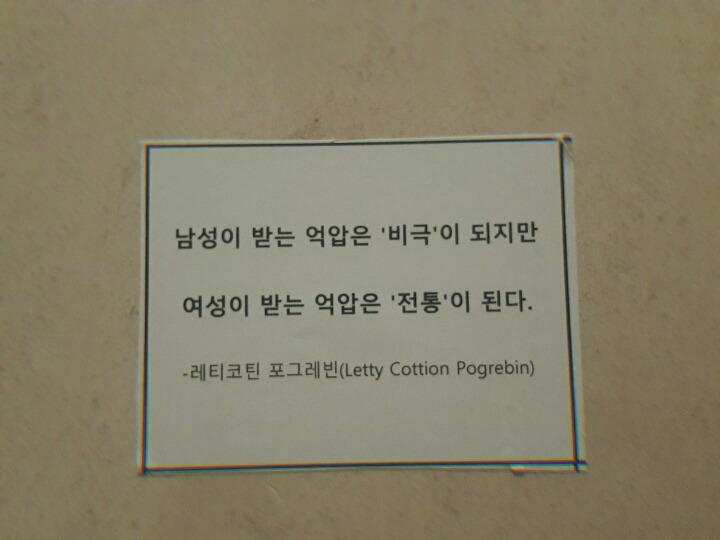 남성이 받는 억압은 '비극'이 되지만
여성이 받는 억압은 '전통'이 된다.
-레티코틴 포그레빈(Letty Cottion Pogrebin)